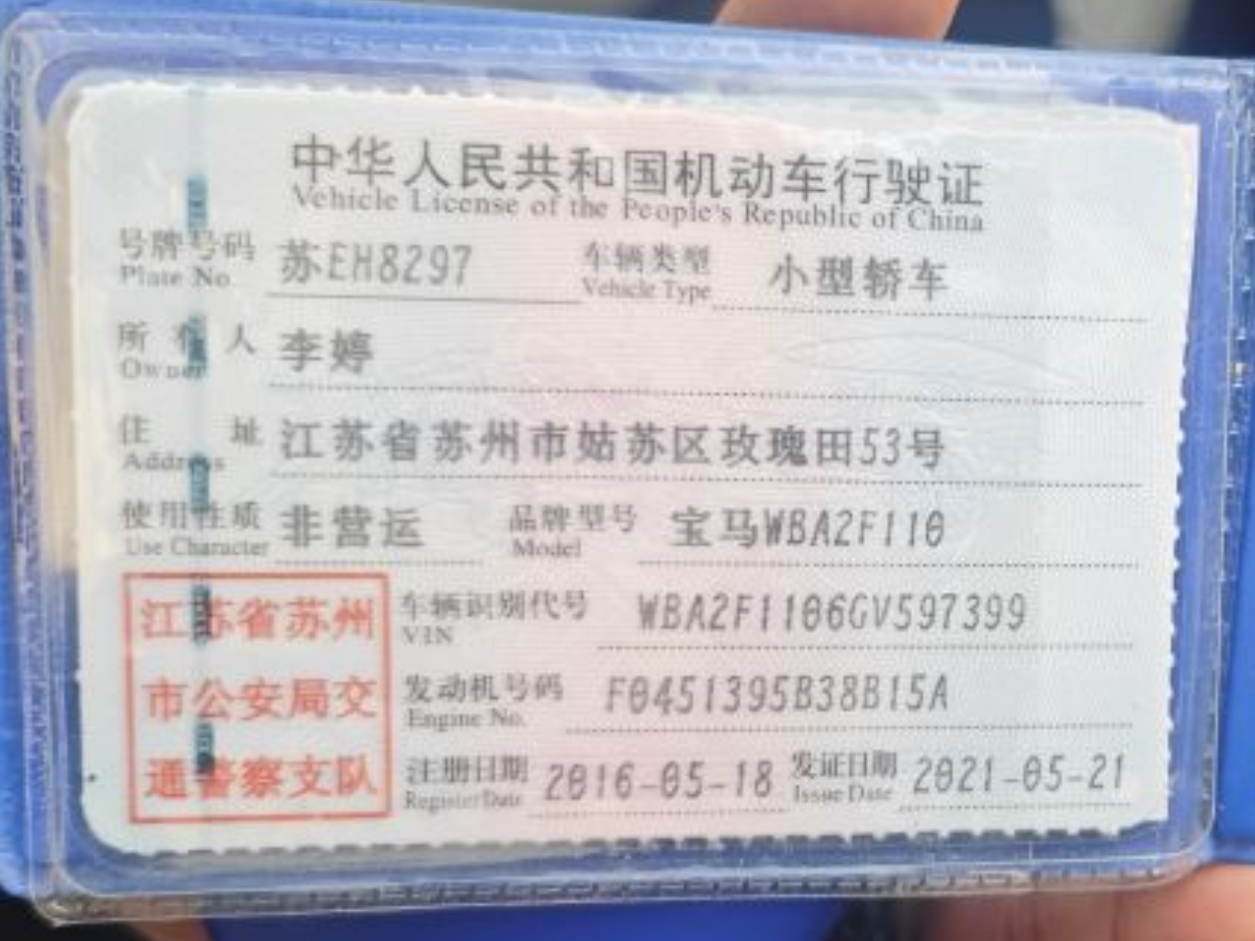 中华人民共和国机动车行驶证
Vehicle License of the People's Republic of China
号牌号码 苏EH8297 车辆类型 小型轿车
Plate No. Vehicle Type
所有人 李婷
Owner
住址 江苏省苏州市姑苏区玫瑰田53号
Address
使用性质 非营运 品牌型号 宝马WBA2F110
Use Character Model
江苏省苏州
市公安局交
通警察支队
车辆识别代号 WBA2F1106GV597399
VIN
发动机号码 F0451395B38B15A
Engine No.
注册日期 2016-05-18 发证日期 2021-05-21
Register Date Issue Date